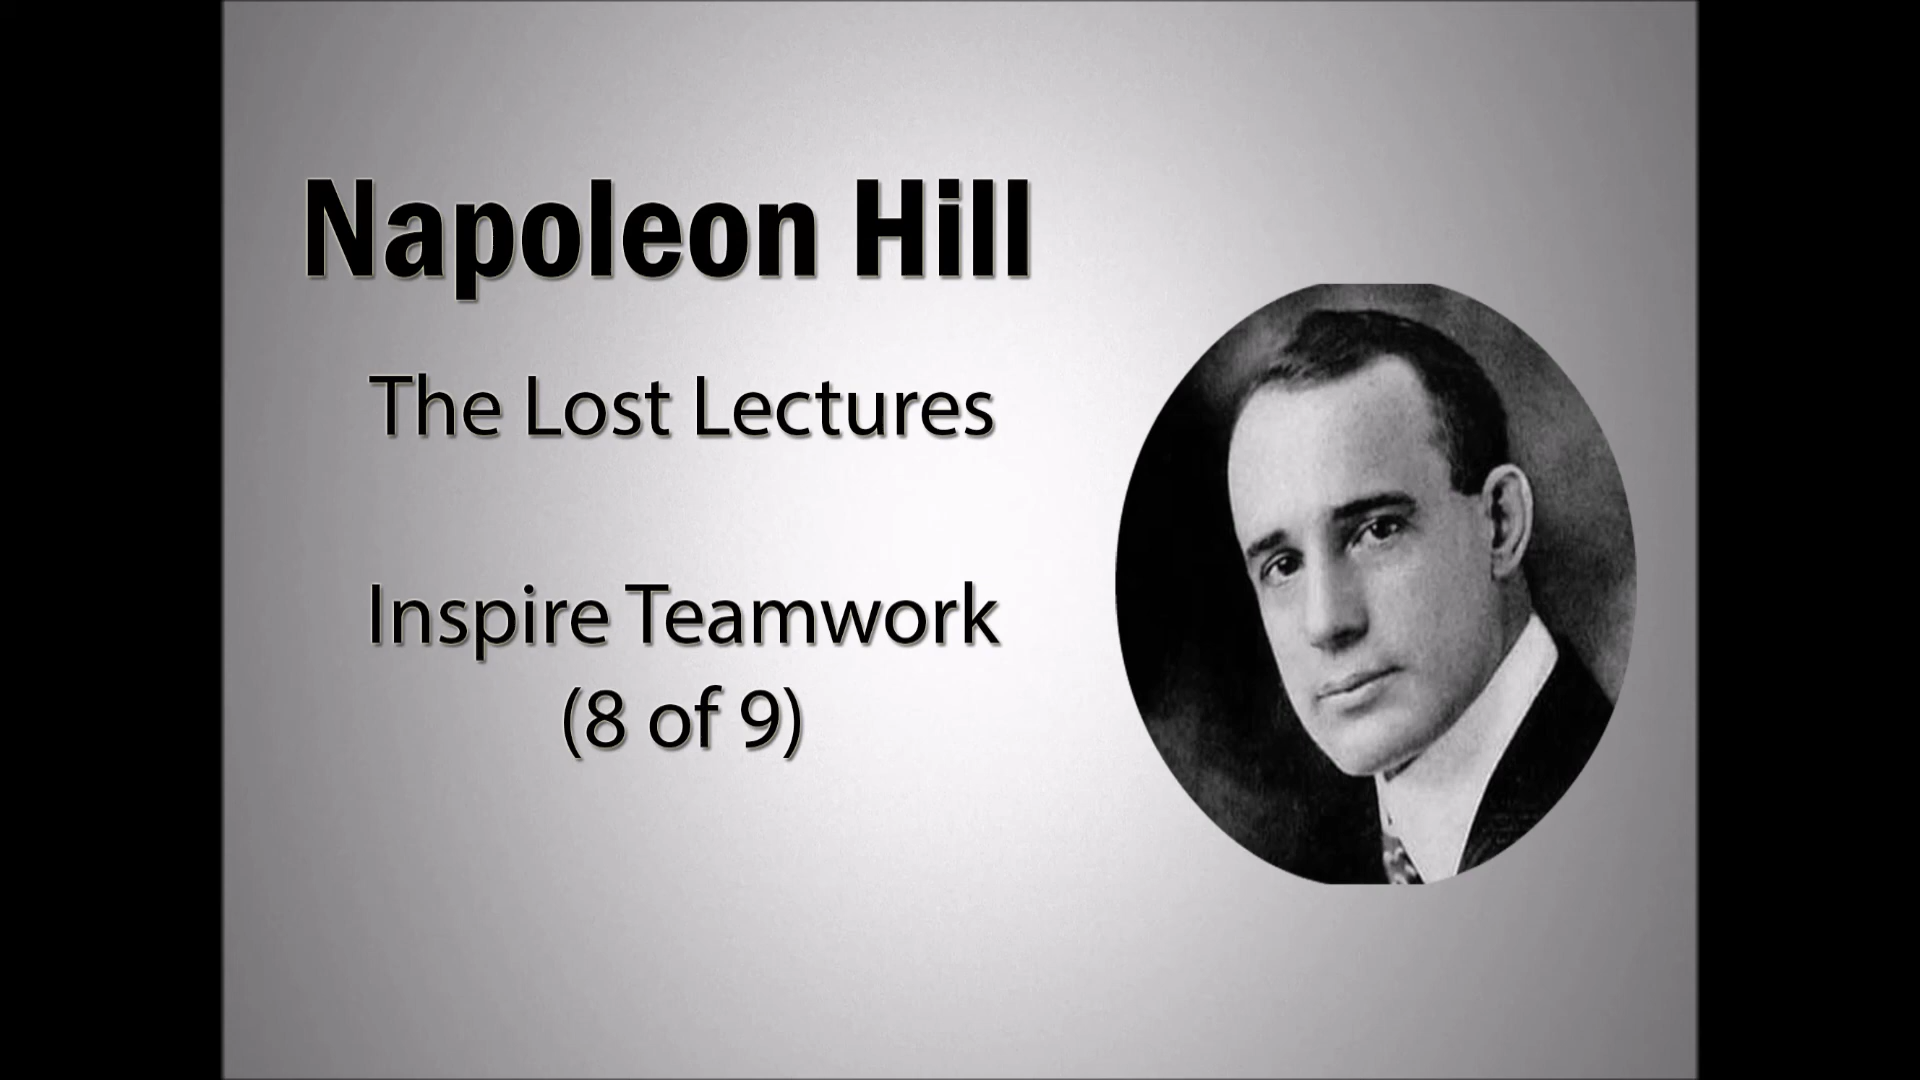 Napoleon Hill
The Lost Lectures
Inspire Teamwork
(8 of 9)